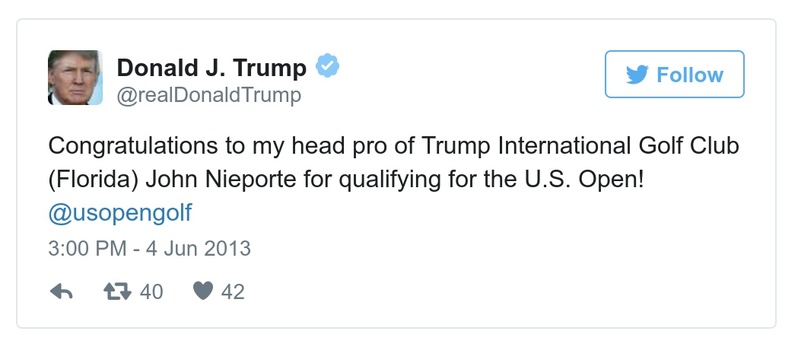 Donald J. Trump
@realDonaldTrump
Follow
Congratulations to my head pro of Trump International Golf Club
(Florida) John Nieporte for qualifying for the U.S. Open!
@usopengolf
3:00 PM - 4 Jun 2013
40 42